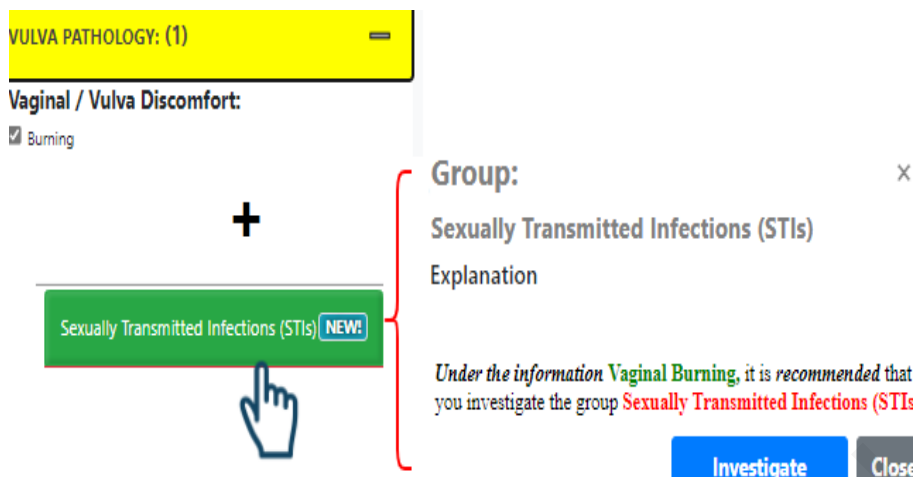 VULVA PATHOLOGY: (1)
Vaginal / Vulva Discomfort:
Burning
+
Sexually Transmitted Infections (STIs) NEW!
Group:
×
Sexually Transmitted Infections (STIs)
Explanation
Under the information Vaginal Burning, it is recommended that
you investigate the group Sexually Transmitted Infections (STIs
Investigate
Close